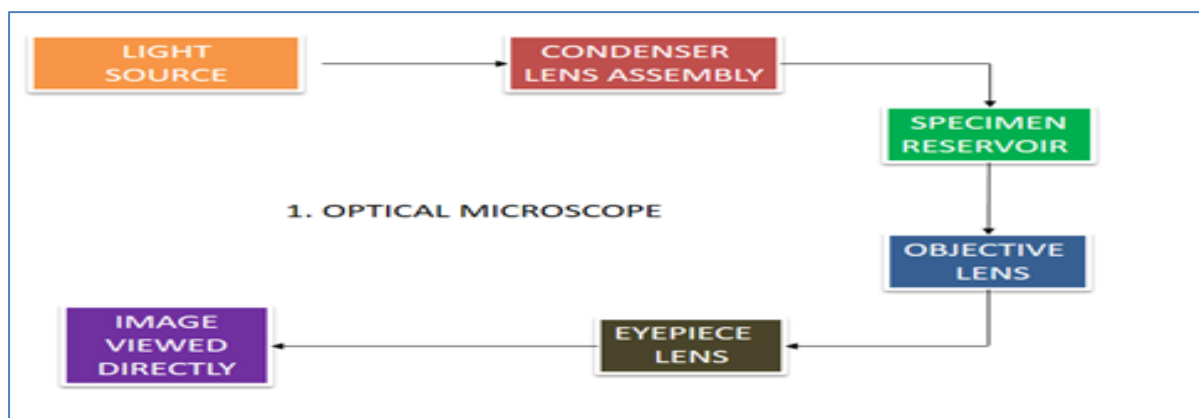 LIGHT
SOURCE
CONDENSER
LENS ASSEMBLY
SPECIMEN
RESERVOIR
1. OPTICAL MICROSCOPE
OBJECTIVE
LENS
EYEPIECE
LENS
IMAGE
VIEWED
DIRECTLY